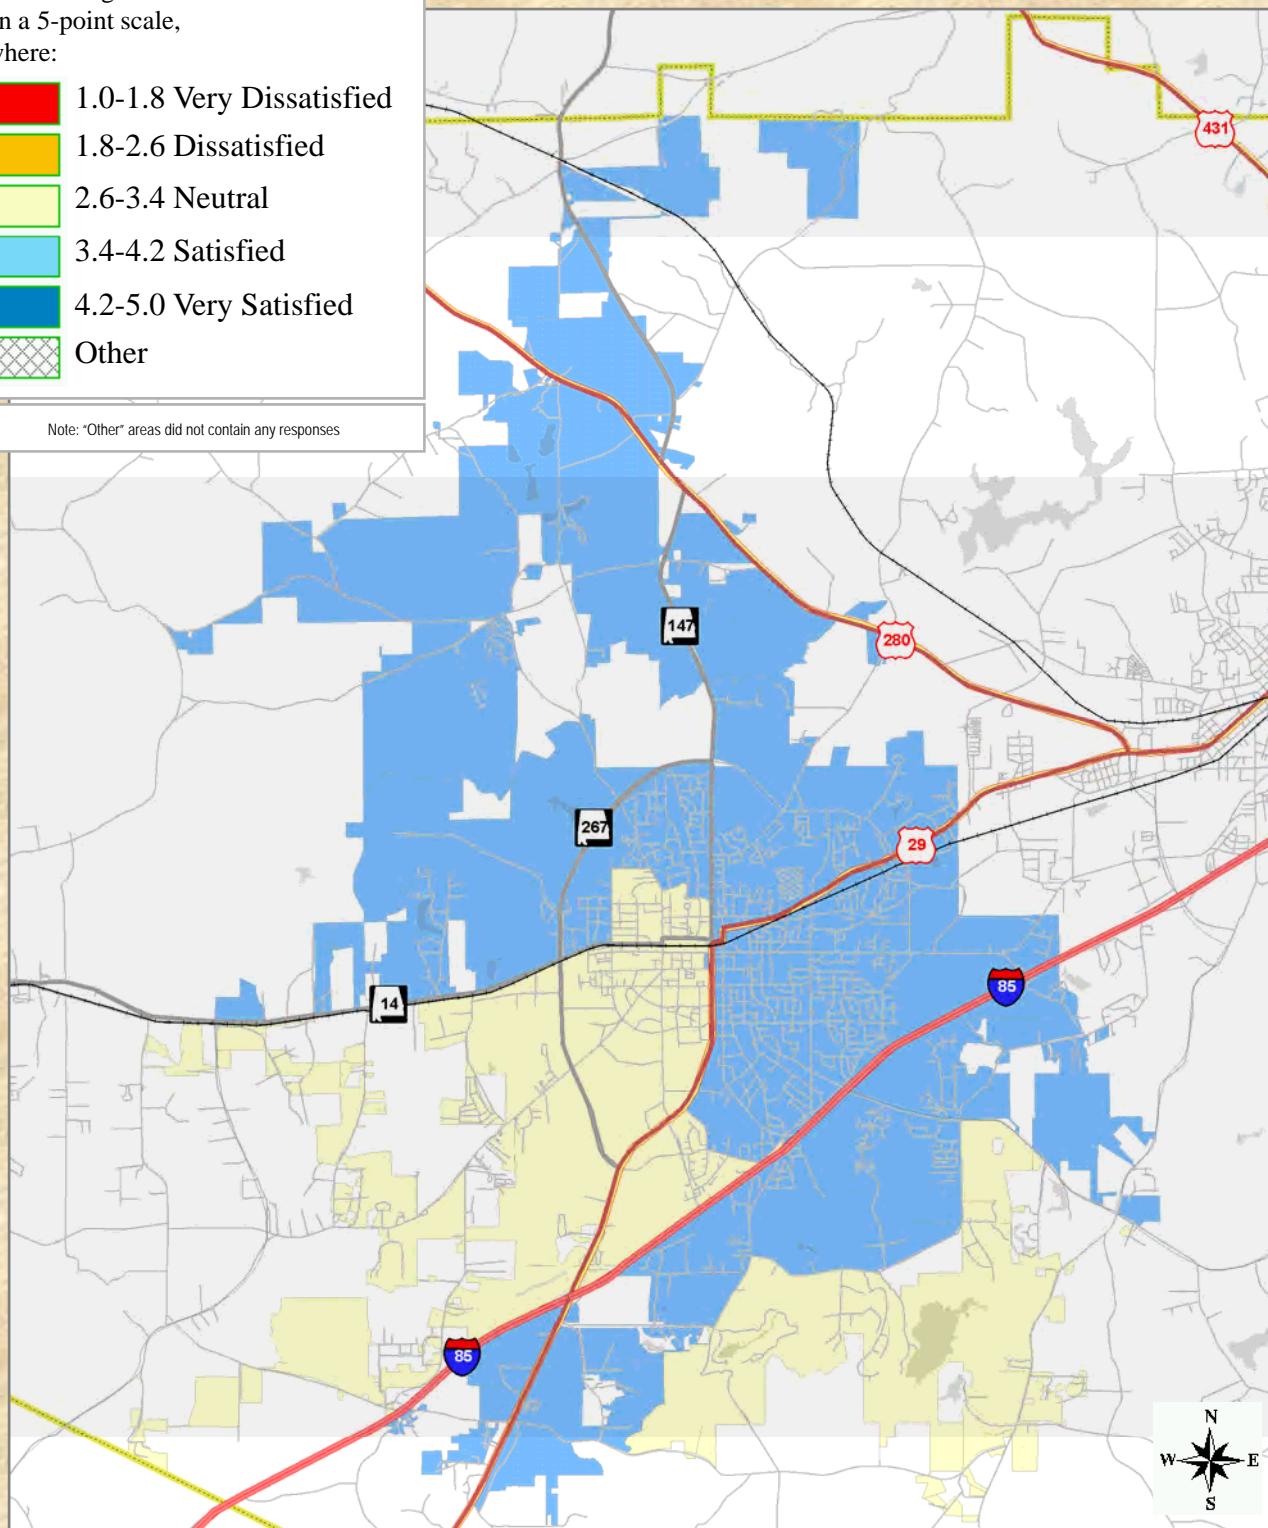 n a 5-point scale,
where:
1.0-1.8 Very Dissatisfied
1.8-2.6 Dissatisfied
2.6-3.4 Neutral
3.4-4.2 Satisfied
4.2-5.0 Very Satisfied
Other
Note: "Other" areas did not contain any responses
431
147
280
267
29
85
14
85
N
W E
S